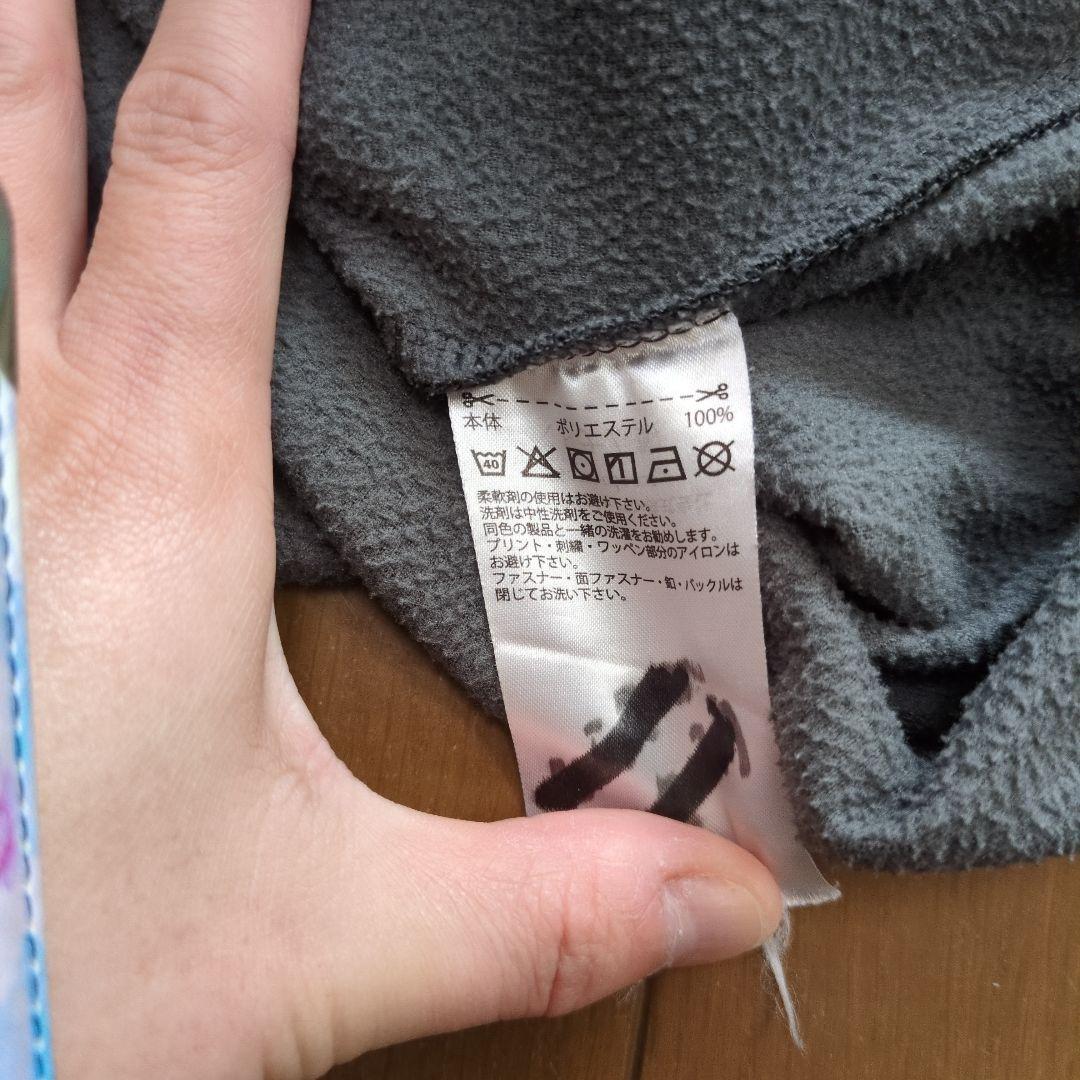 本体 ポリエステル 100%
40
柔軟剤の使用はお避け下さい。
洗剤は中性洗剤をご使用ください。
同色の製品と一緒の洗濯をお勧めします。
プリント・刺繍・ワッペン部分のアイロンは
お避け下さい。
ファスナー・面ファスナー・釦・バックルは
閉じてお洗い下さい。